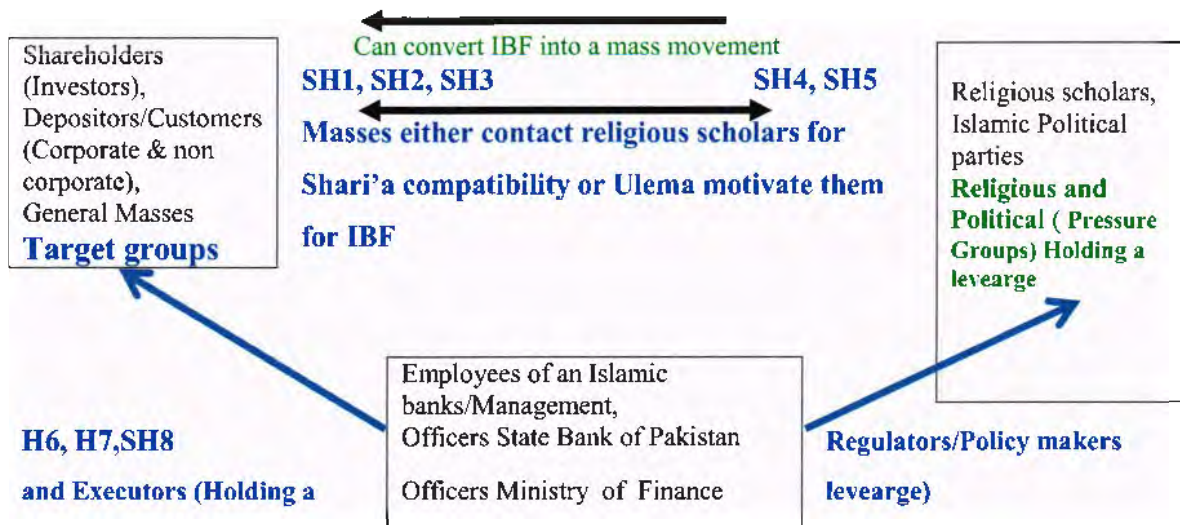 Can convert IBF into a mass movement
Shareholders
(Investors),
Depositors/Customers
(Corporate & non
corporate),
General Masses
Target groups
SH1, SH2, SH3
SH4, SH5
Masses either contact religious scholars for
Shari'a compatibility or Ulema motivate them
for IBF
Religious scholars,
Islamic Political
parties
Religious and
Political ( Pressure
Groups) Holding a
levearge
Employees of an Islamic
banks/Management,
Officers State Bank of Pakistan
Officers Ministry of Finance
H6, H7,SH8
and Executors (Holding a
Regulators/Policy makers
levearge)